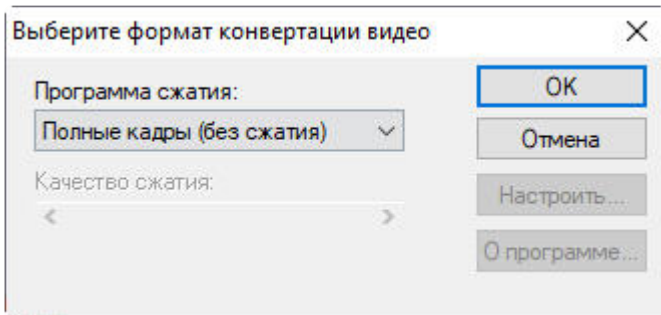 Выберите формат конвертации видео
Программа сжатия:
Полные кадры (без сжатия)
Качество сжатия:
OK
Отмена
Настроить...
О программе...